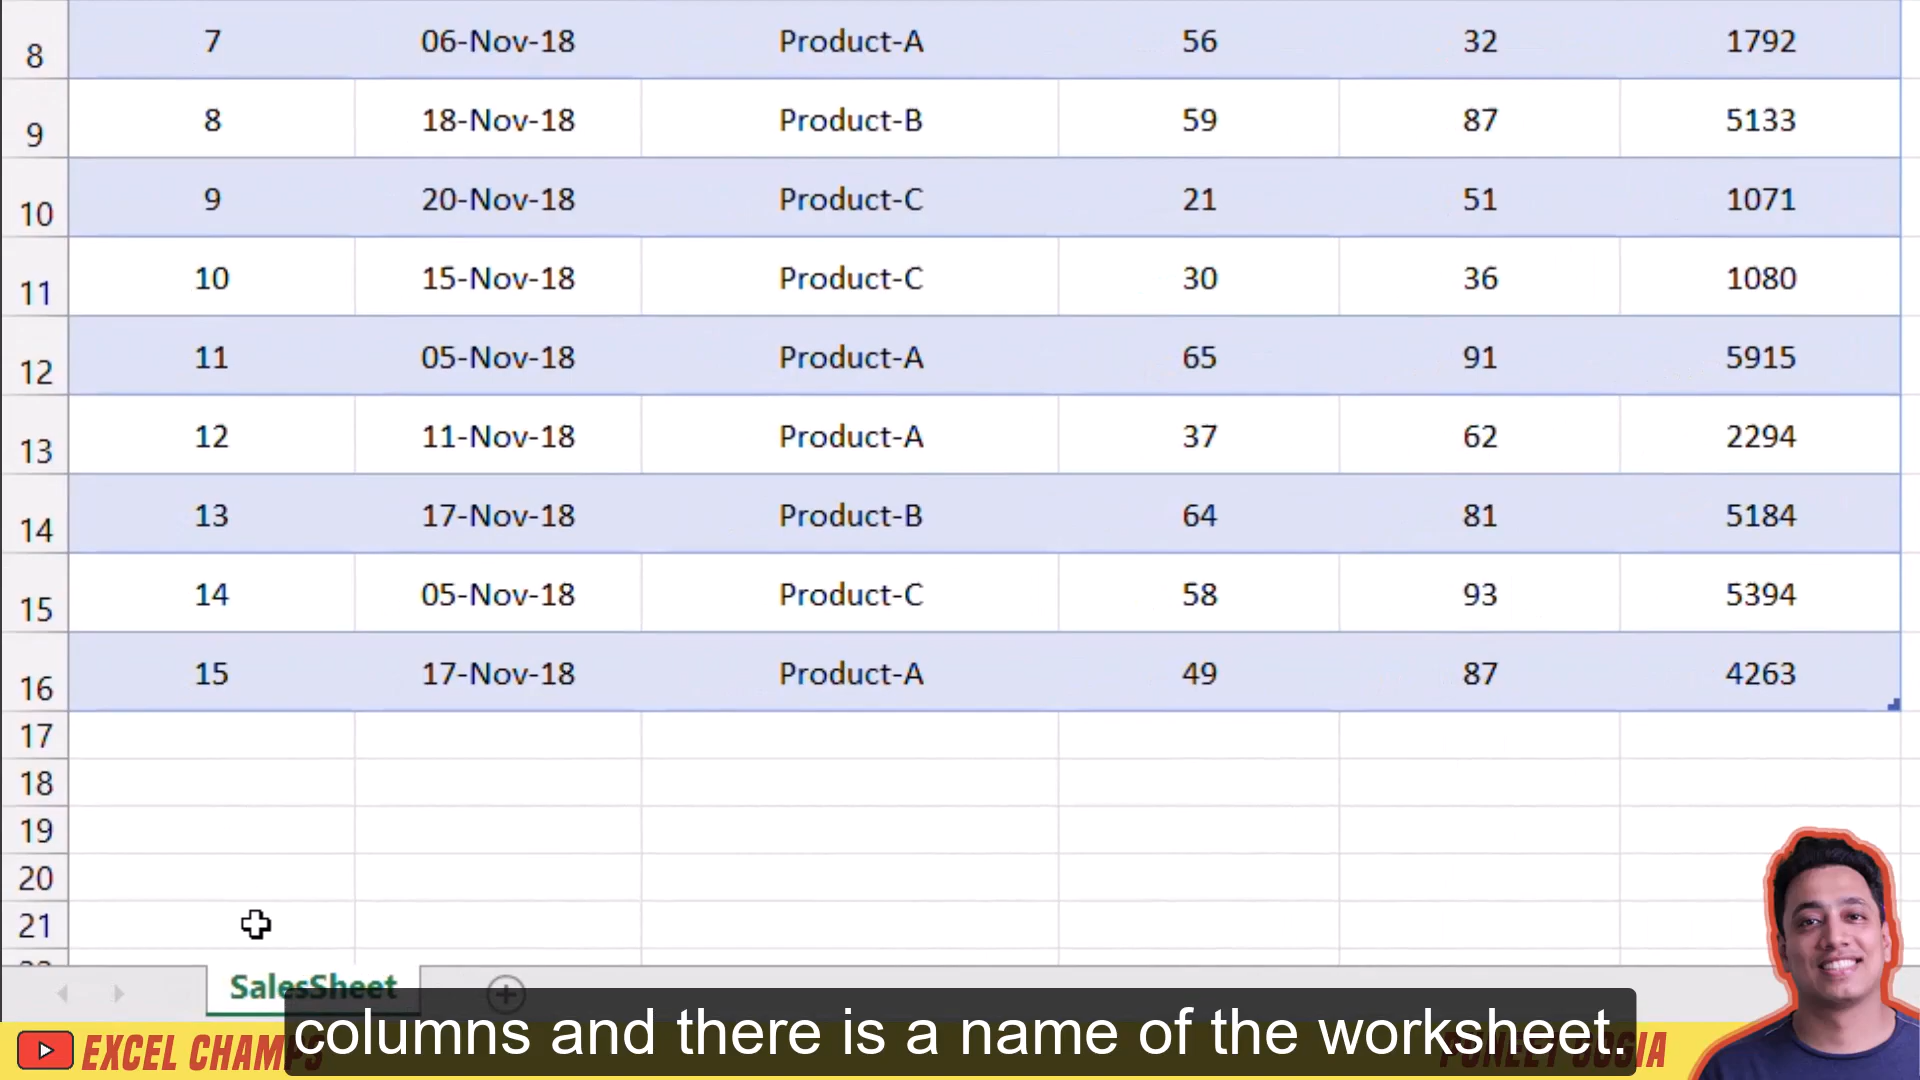 8 7 06-Nov-18 Product-A 56 32 1792
9 8 18-Nov-18 Product-B 59 87 5133
10 9 20-Nov-18 Product-C 21 51 1071
11 10 15-Nov-18 Product-C 30 36 1080
12 11 05-Nov-18 Product-A 65 91 5915
13 12 11-Nov-18 Product-A 37 62 2294
14 13 17-Nov-18 Product-B 64 81 5184
15 14 05-Nov-18 Product-C 58 93 5394
16 15 17-Nov-18 Product-A 49 87 4263
17
18
19
20
21
SalesSheet
columns and there is a name of the worksheet.
EXCEL CHAMPS